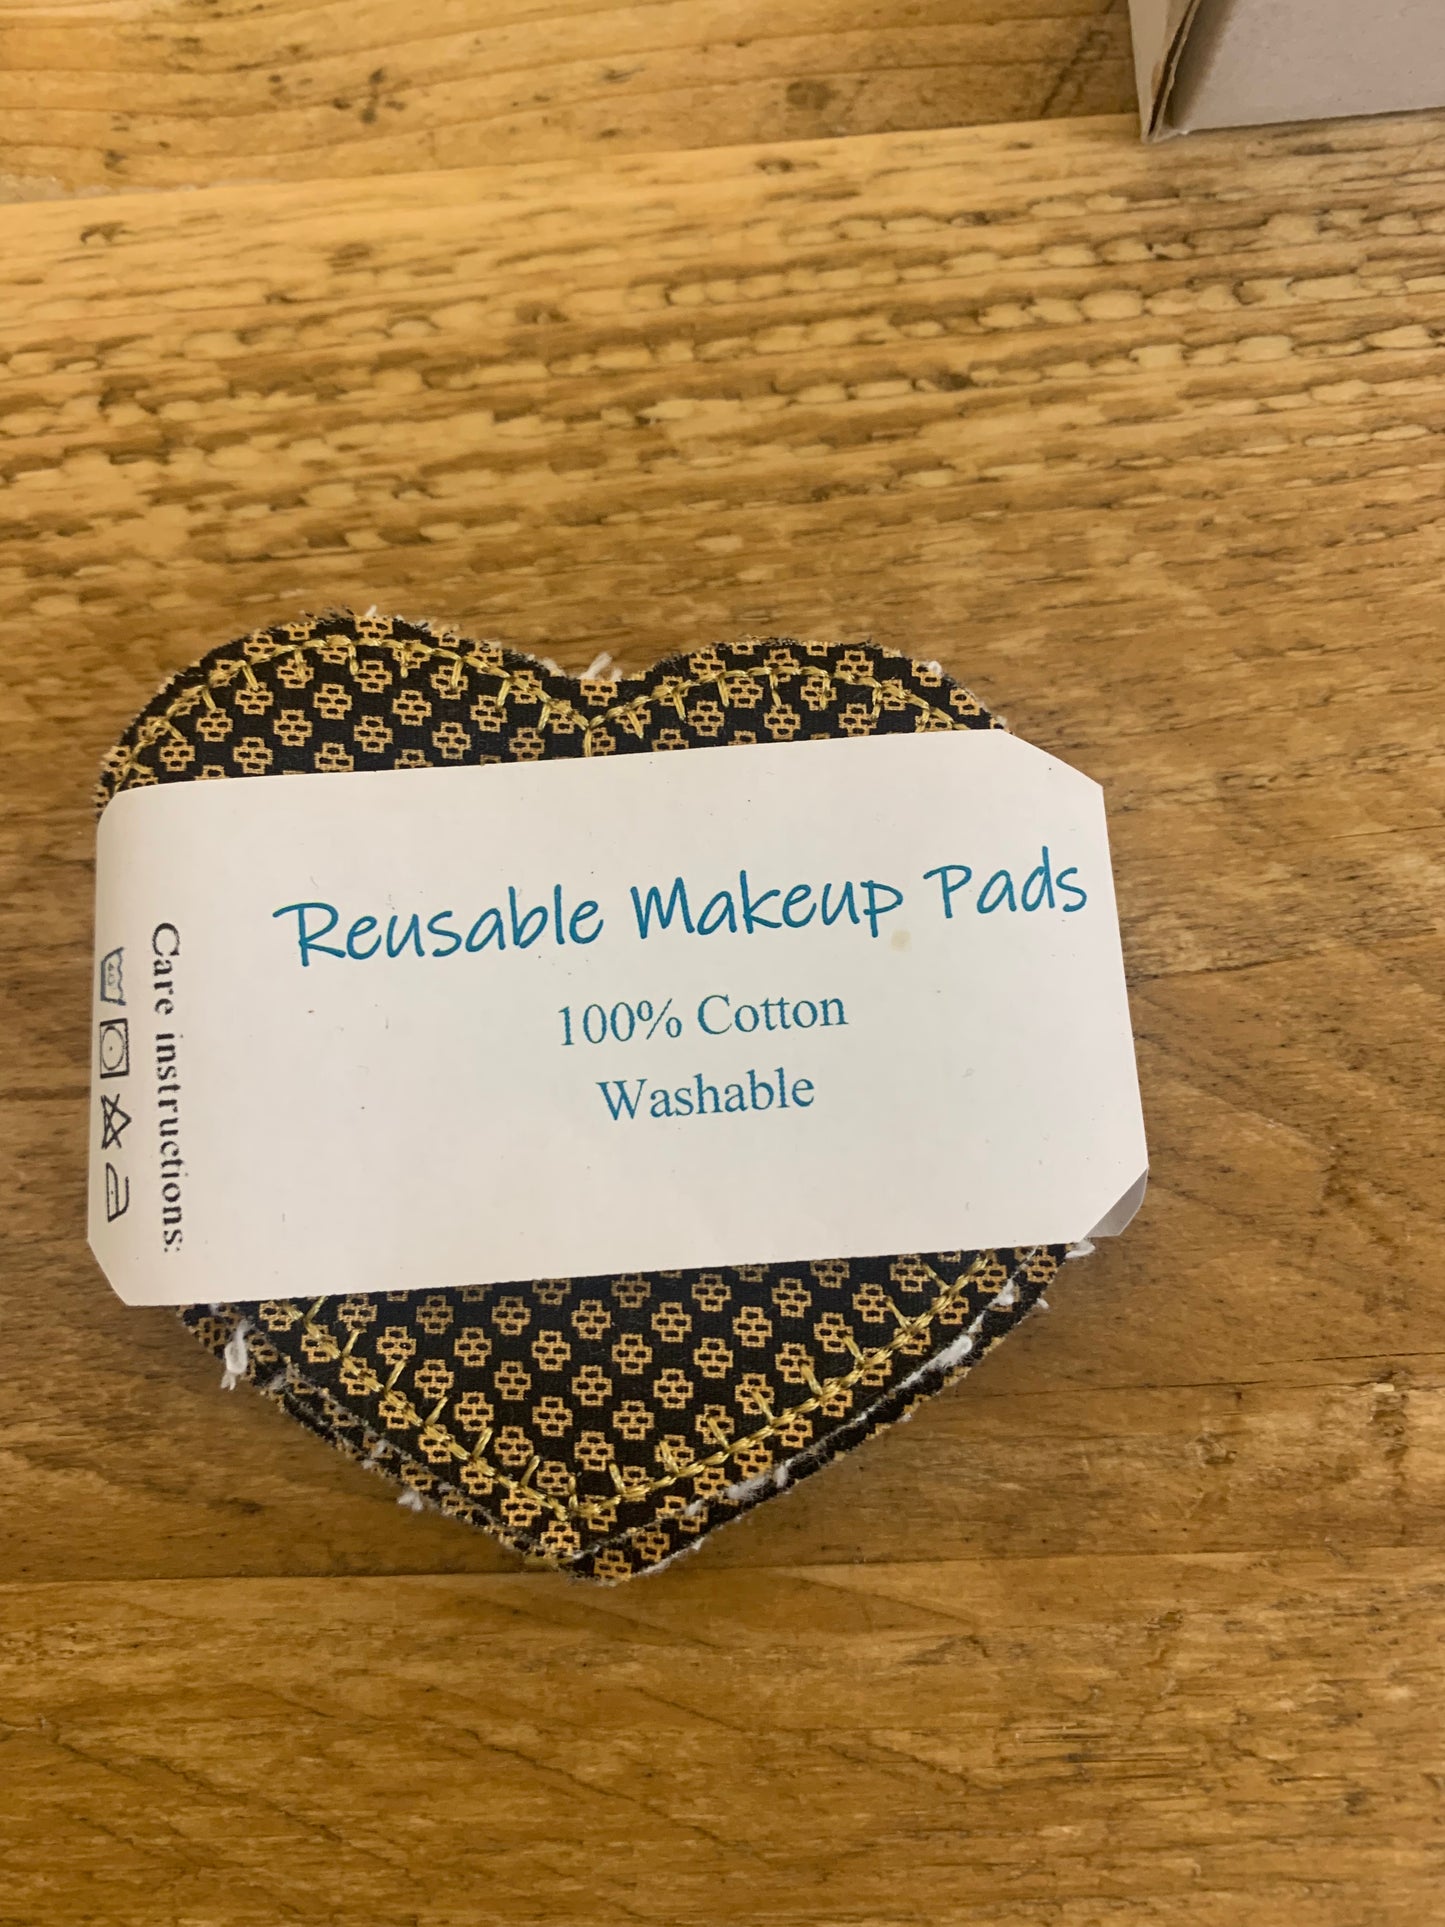 Reusable Makeup Pads
100% Cotton
Washable
Care instructions: